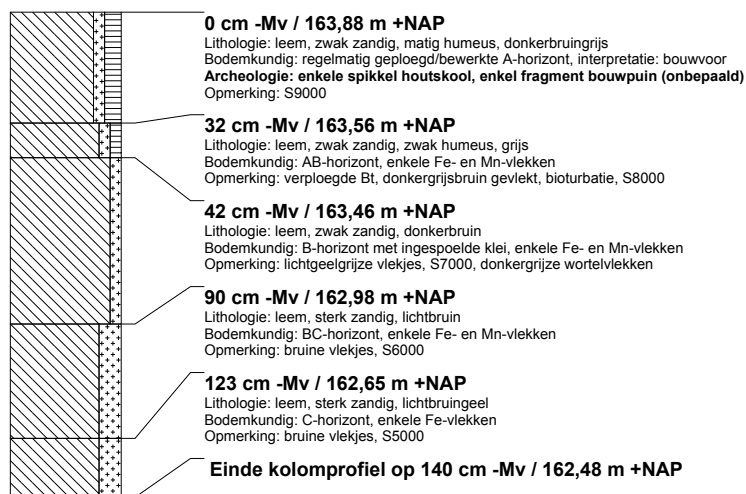 0 cm -Mv / 163,88 m +NAP
Lithologie: leem, zwak zandig, matig humeus, donkerbruingrijs
Bodemkundig: regelmatig geploegd/bewerkte A-horizont, interpretatie: bouwvoor
Archeologie: enkele spikkel houtskool, enkel fragment bouwpuin (onbepaald)
Opmerking: S9000
32 cm -Mv / 163,56 m +NAP
Lithologie: leem, zwak zandig, zwak humeus, grijs
Bodemkundig: AB-horizont, enkele Fe- en Mn-vlekken
Opmerking: verploegde Bt, donkergrijsbruin gevlekt, bioturbatie, S8000
42 cm -Mv / 163,46 m +NAP
Lithologie: leem, zwak zandig, donkerbruin
Bodemkundig: B-horizont met ingespoelde klei, enkele Fe- en Mn-vlekken
Opmerking: lichtgeelgrijze vlekjes, S7000, donkergrijze wortelvlekken
90 cm -Mv / 162,98 m +NAP
Lithologie: leem, sterk zandig, lichtbruin
Bodemkundig: BC-horizont, enkele Fe- en Mn-vlekken
Opmerking: bruine vlekjes, S6000
123 cm -Mv / 162,65 m +NAP
Lithologie: leem, sterk zandig, lichtbruingeel
Bodemkundig: C-horizont, enkele Fe-vlekken
Opmerking: bruine vlekjes, S5000
Einde kolomprofiel op 140 cm -Mv / 162,48 m +NAP